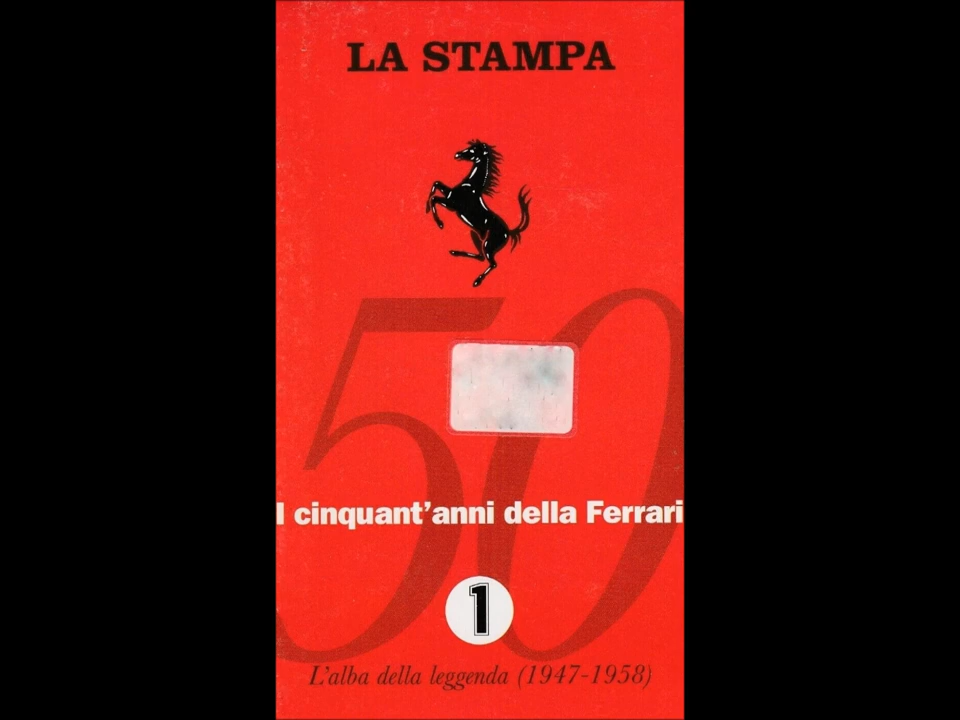 LA STAMPA
50
I cinquant'anni della Ferrari
1
L'alba della leggenda (1947-1958)